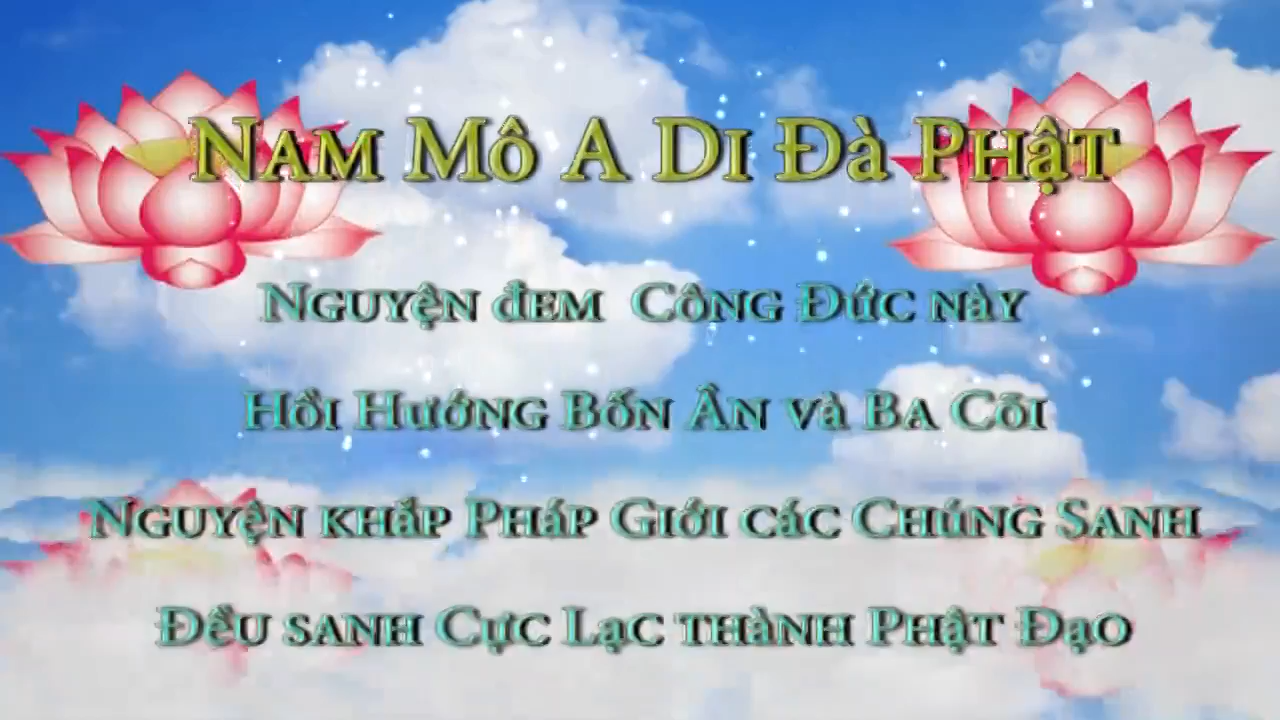 Nam Mô A Di Đà Phật
Nguyện đem Công Đức này
Hồi Hướng Bốn Ân và Ba Cõi
Nguyện khắp Pháp Giới các Chúng Sanh
Đều sanh Cực Lạc thành Phật Đạo